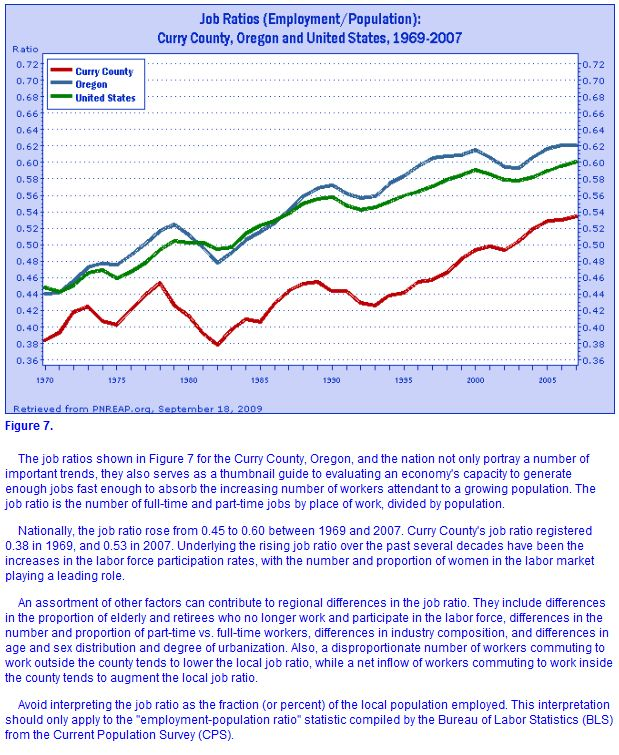 Job Ratios (Employment/Population):
Curry County, Oregon and United States, 1969-2007
Ratio
0.72 0.72
0.70 0.70
0.68 0.68
0.66 0.66
0.64 0.64
0.62 0.62
0.60 0.60
0.58 0.58
0.56 0.56
0.54 0.54
0.52 0.52
0.50 0.50
0.48 0.48
0.46 0.46
0.44 0.44
0.42 0.42
0.40 0.40
0.38 0.38
0.36 0.36
Curry County
Oregon
United States
1970 1975 1980 1985 1990 1995 2000 2005
Retrieved from PNREAP.org, September 18, 2009
Figure 7.
The job ratios shown in Figure 7 for the Curry County, Oregon, and the nation not only portray a number of
important trends, they also serves as a thumbnail guide to evaluating an economy's capacity to generate
enough jobs fast enough to absorb the increasing number of workers attendant to a growing population. The
job ratio is the number of full-time and part-time jobs by place of work, divided by population.
Nationally, the job ratio rose from 0.45 to 0.60 between 1969 and 2007. Curry County's job ratio registered
0.38 in 1969, and 0.53 in 2007. Underlying the rising job ratio over the past several decades have been the
increases in the labor force participation rates, with the number and proportion of women in the labor market
playing a leading role.
An assortment of other factors can contribute to regional differences in the job ratio. They include differences
in the proportion of elderly and retirees who no longer work and participate in the labor force, differences in the
number and proportion of part-time vs. full-time workers, differences in industry composition, and differences in
age and sex distribution and degree of urbanization. Also, a disproportionate number of workers commuting to
work outside the county tends to lower the local job ratio, while a net inflow of workers commuting to work inside
the county tends to augment the local job ratio.
Avoid interpreting the job ratio as the fraction (or percent) of the local population employed. This interpretation
should only apply to the "employment-population ratio" statistic compiled by the Bureau of Labor Statistics (BLS)
from the Current Population Survey (CPS).